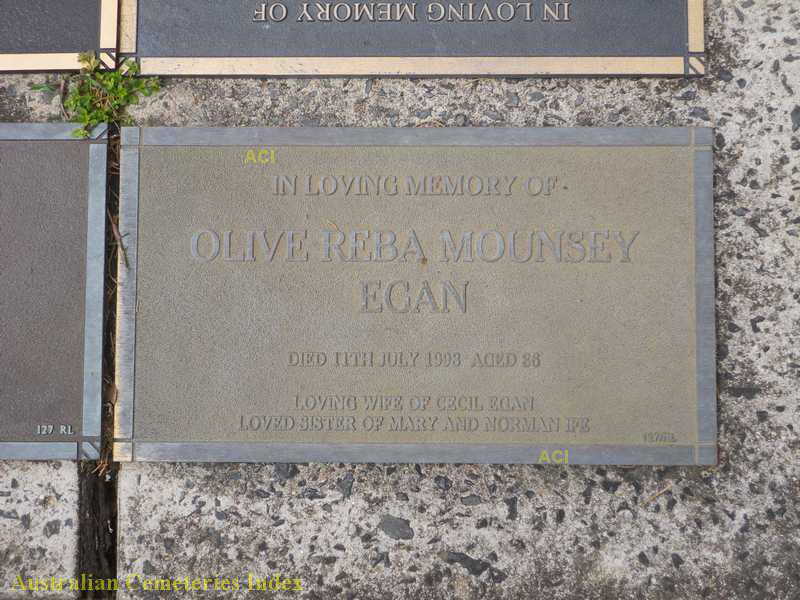 IN LOVING MEMORY OF
ACI
IN LOVING MEMORY OF
OLIVE REBA MOUNSEY
EGAN
DIED 11TH JULY 1993 AGED 86
LOVING WIFE OF CECIL EGAN
LOVED SISTER OF MARY AND NORMAN IFE
127 RL
ACI
Australian Cemeteries Index